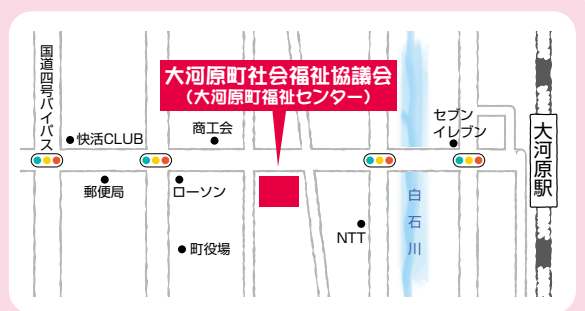 大河原町社会福祉協議会
（大河原町福祉センター）
国道四号バイパス
快活CLUB
商工会
セブン
イレブン
大河原駅
郵便局
ローソン
白石川
町役場
NTT